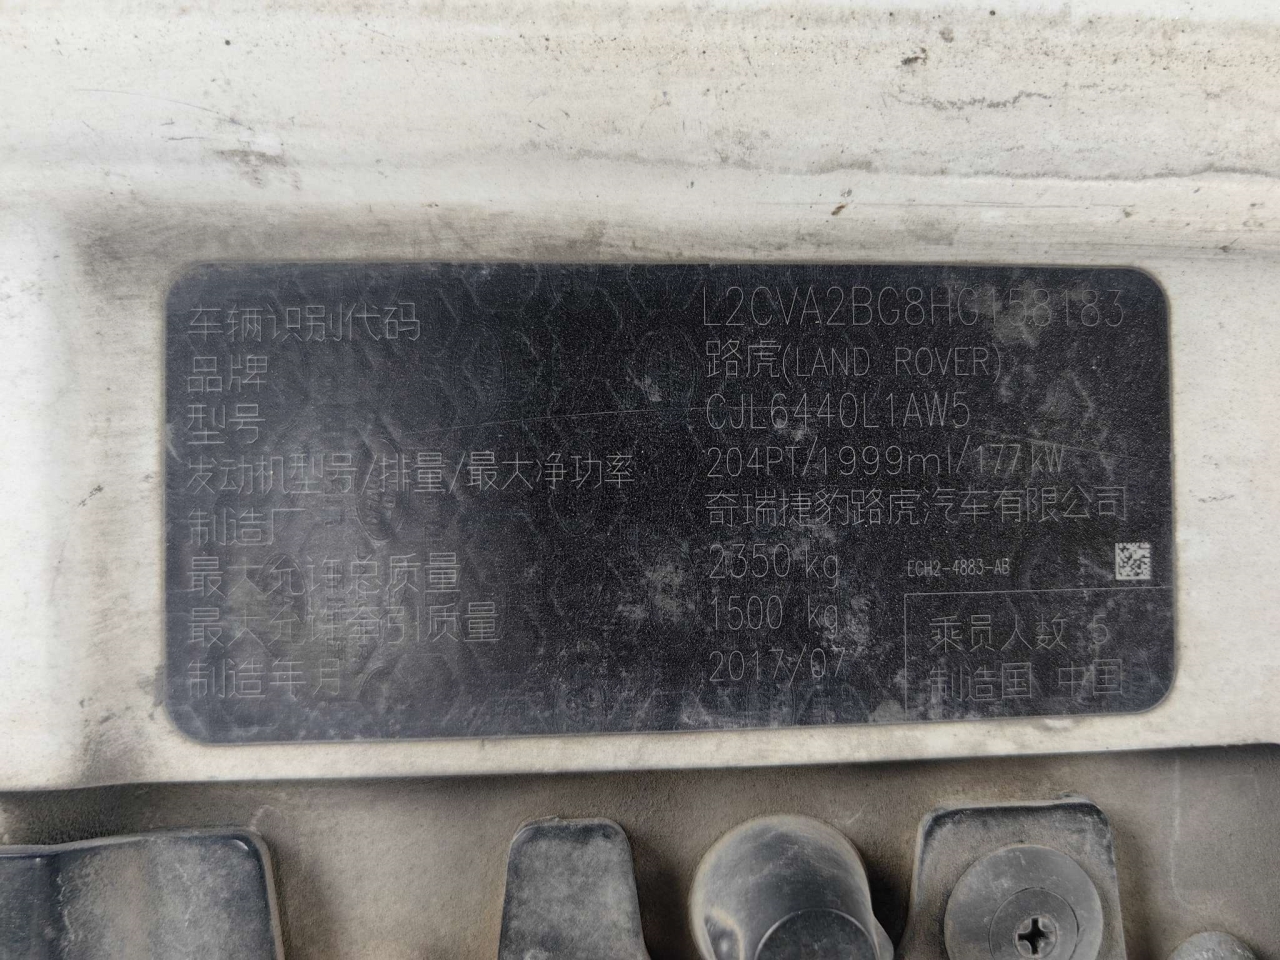 车辆识别代码 L2CVA2BG8HG158183
品牌 路虎(LAND ROVER)
型号 CJL6440L1AW5
发动机型号/排量/最大净功率 204PT/1999ml/177kW
制造厂 奇瑞捷豹路虎汽车有限公司
最大允许总质量 2350 kg ECH2-4883-AB
最大允许牵引质量 1500 kg 乘员人数 5
制造年月 2017/07 制造国 中国